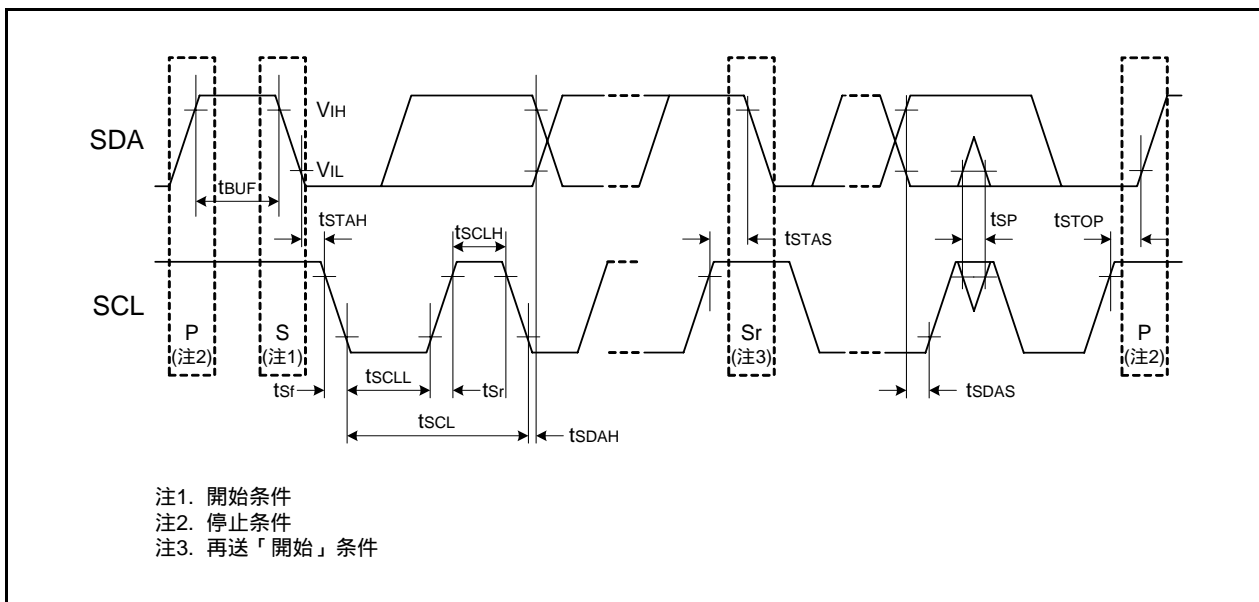 VIH
SDA
VIL
tBUF
tSTAH
tSCLH
tSTAS
tSP
tSTOP
SCL
P
(注2)
S
(注1)
Sr
(注3)
P
(注2)
tSf
tSCLL
tSr
tSDAS
tSCL
tSDAH
注1. 開始条件
注2. 停止条件
注3. 再送「開始」条件